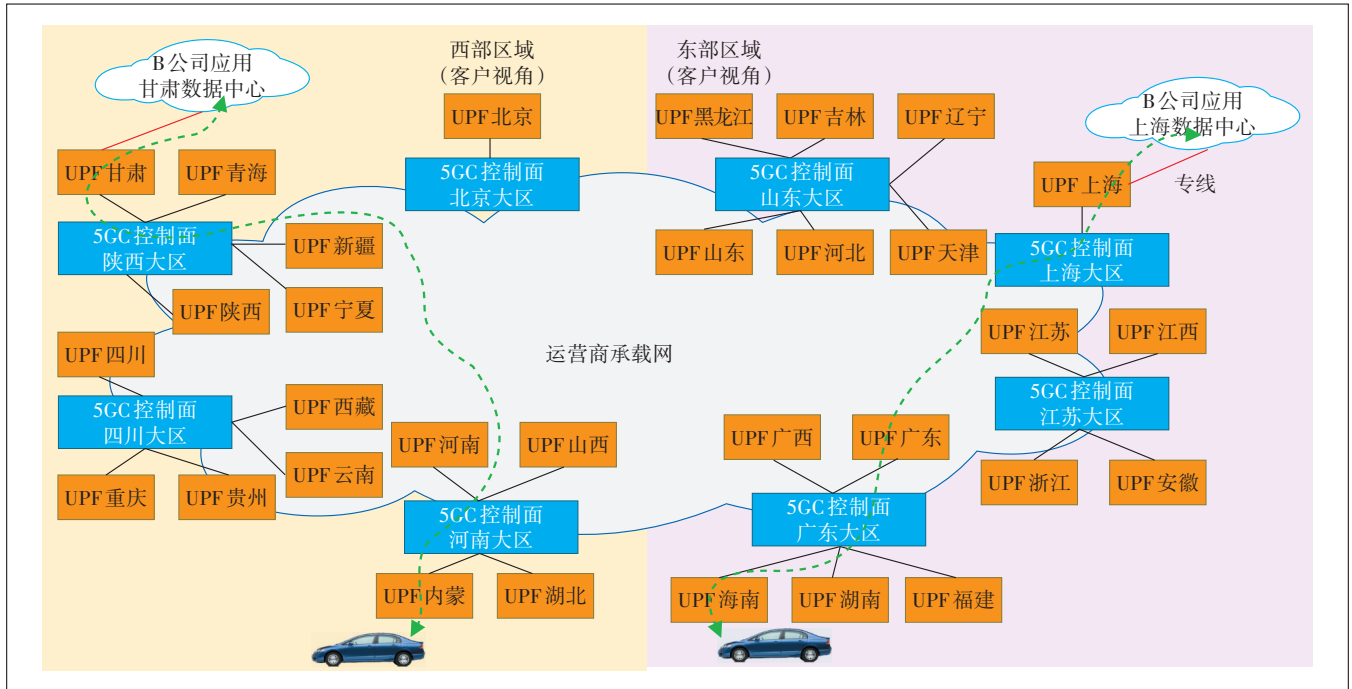 B公司应用
甘肃数据中心
西部区域
（客户视角）
东部区域
（客户视角）
B公司应用
上海数据中心
UPF北京
UPF黑龙江
UPF吉林
UPF辽宁
UPF甘肃
UPF青海
5GC控制面
北京大区
5GC控制面
山东大区
UPF上海
专线
5GC控制面
陕西大区
UPF新疆
UPF山东
UPF河北
UPF天津
5GC控制面
上海大区
UPF陕西
UPF宁夏
UPF四川
运营商承载网
UPF江苏
UPF江西
5GC控制面
四川大区
UPF西藏
5GC控制面
江苏大区
UPF河南
UPF山西
UPF广西
UPF广东
UPF云南
UPF重庆
UPF贵州
UPF浙江
UPF安徽
5GC控制面
河南大区
5GC控制面
广东大区
UPF内蒙
UPF湖北
UPF海南
UPF湖南
UPF福建